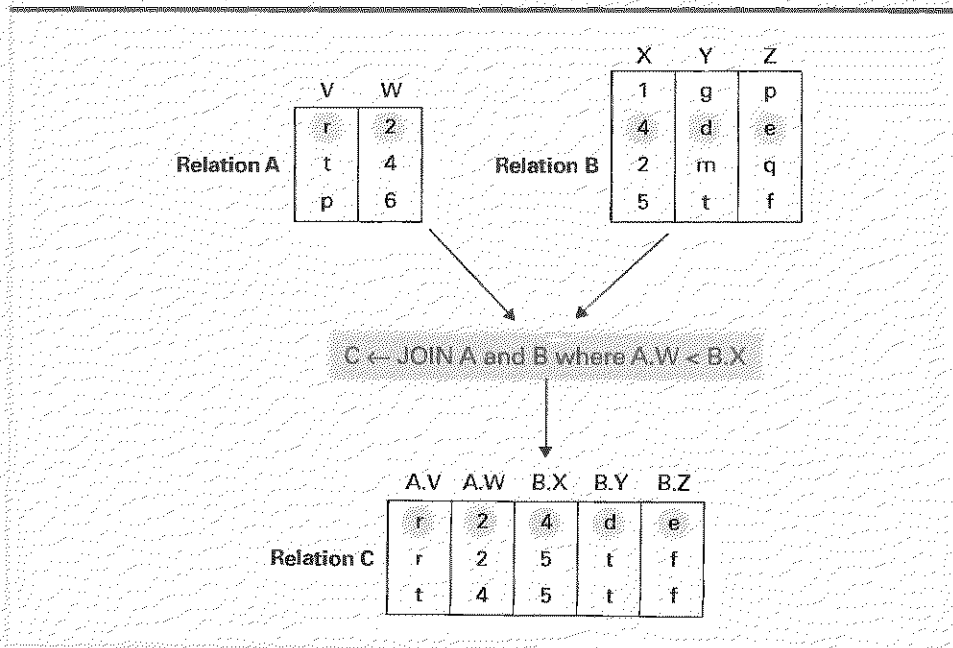 X Y Z
V W
1 g p
r 2
4 d e
Relation A
t 4
Relation B
2 m q
p 6
5 t f
C ← JOIN A and B where A.W < B.X
A.V A.W B.X B.Y B.Z
r 2 4 d e
Relation C
r 2 5 t f
t 4 5 t f